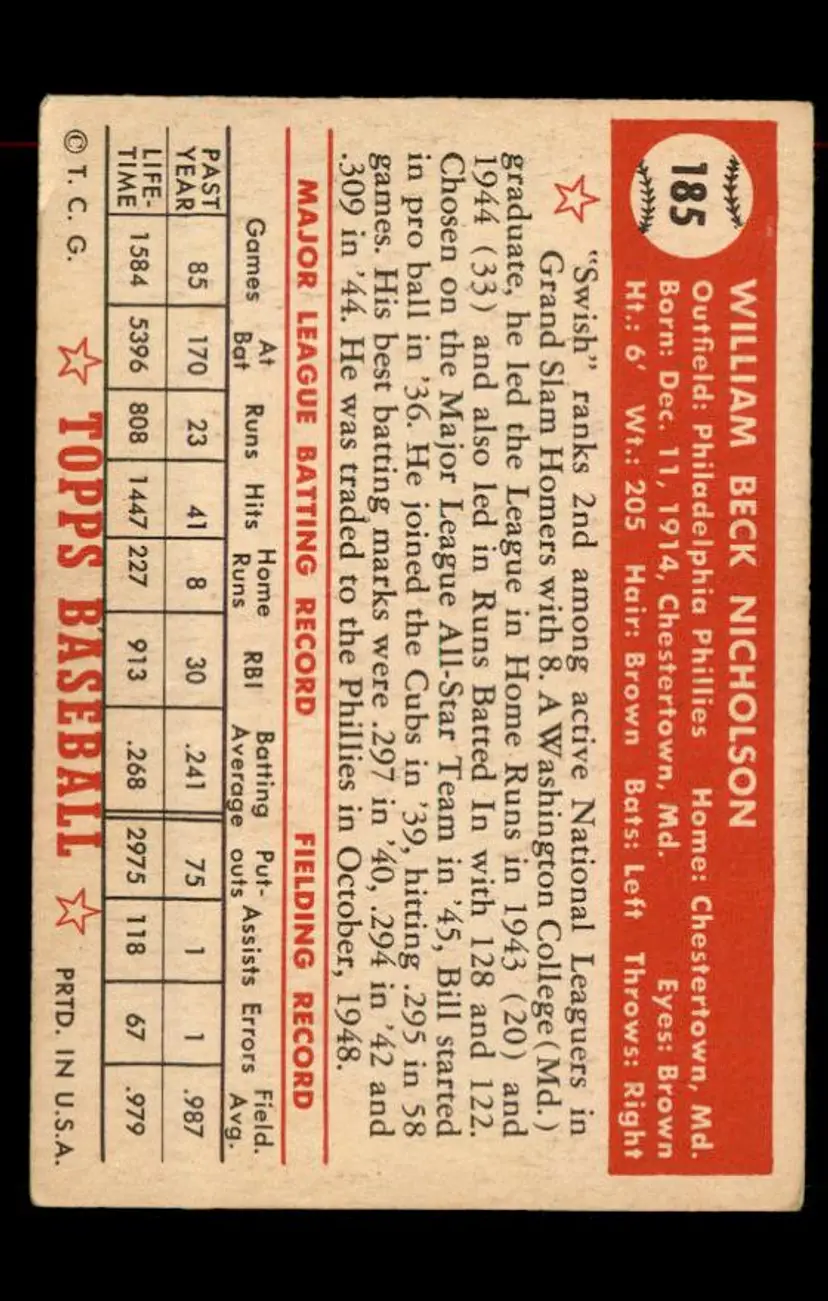 185
WILLIAM BECK NICHOLSON
Outfield: Philadelphia Phillies Home: Chestertown, Md.
Born: Dec. 11, 1914, Chestertown, Md. Eyes: Brown
Ht.: 6' Wt.: 205 Hair: Brown Bats: Left Throws: Right
"Swish" ranks 2nd among active National Leaguers in
Grand Slam Homers with 8. A Washington College (Md.)
graduate, he led the League in Home Runs in 1943 (20) and
1944 (33) and also led in Runs Batted In with 128 and 122.
Chosen on the Major League All-Star Team in '45, Bill started
in pro ball in '36. He joined the Cubs in '39, hitting .295 in 58
games. His best batting marks were .297 in '40, .294 in '42 and
.309 in '44. He was traded to the Phillies in October, 1948.
MAJOR LEAGUE BATTING RECORD FIELDING RECORD
Games At Bat Runs Hits Home Runs RBI Batting Average Put-outs Assists Errors Field. Avg.
PAST YEAR 85 170 23 41 8 30 .241 75 1 1 .987
LIFE-TIME 1584 5396 808 1447 227 913 .268 2975 118 67 .979
© T. C. G. TOPPS BASEBALL PRTD. IN U.S.A.